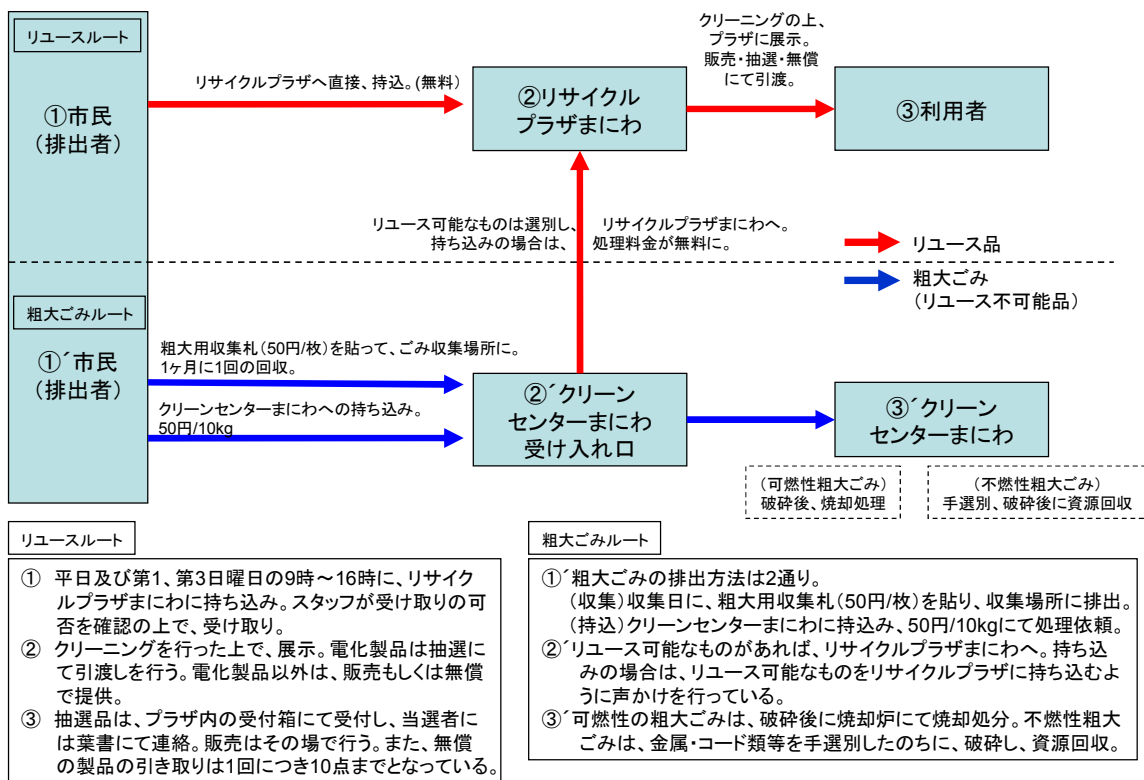 リユースルート
①市民
（排出者）
リサイクルプラザへ直接、持込。(無料)
②リサイクル
プラザまにわ
クリーニングの上、
プラザに展示。
販売・抽選・無償
にて引渡。
③利用者
リユース可能なものは選別し、 リサイクルプラザまにわへ。
持ち込みの場合は、 処理料金が無料に。
リユース品
粗大ごみ
（リユース不可能品）
粗大ごみルート
①´市民
（排出者）
粗大用収集札（50円/枚）を貼って、ごみ収集場所に。
1ヶ月に1回の回収。
クリーンセンターまにわへの持ち込み。
50円/10kg
②´クリーン
センターまにわ
受け入れ口
③´クリーン
センターまにわ
（可燃性粗大ごみ）
破砕後、焼却処理
（不燃性粗大ごみ）
手選別、破砕後に資源回収
リユースルート
① 平日及び第1、第3日曜日の9時～16時に、リサイク
ルプラザまにわに持ち込み。スタッフが受け取りの可
否を確認の上で、受け取り。
② クリーニングを行った上で、展示。電化製品は抽選に
て引渡しを行う。電化製品以外は、販売もしくは無償
で提供。
③ 抽選品は、プラザ内の受付箱にて受付し、当選者に
は葉書にて連絡。販売はその場で行う。また、無償
の製品の引き取りは1回につき10点までとなっている。
粗大ごみルート
①´粗大ごみの排出方法は2通り。
（収集）収集日に、粗大用収集札（50円/枚）を貼り、収集場所に排出。
（持込）クリーンセンターまにわに持込み、50円/10kgにて処理依頼。
②´リユース可能なものがあれば、リサイクルプラザまにわへ。持ち込
みの場合は、リユース可能なものをリサイクルプラザに持ち込むよ
うに声かけを行っている。
③´可燃性の粗大ごみは、破砕後に焼却炉にて焼却処分。不燃性粗大
ごみは、金属・コード類等を手選別したのちに、破砕し、資源回収。